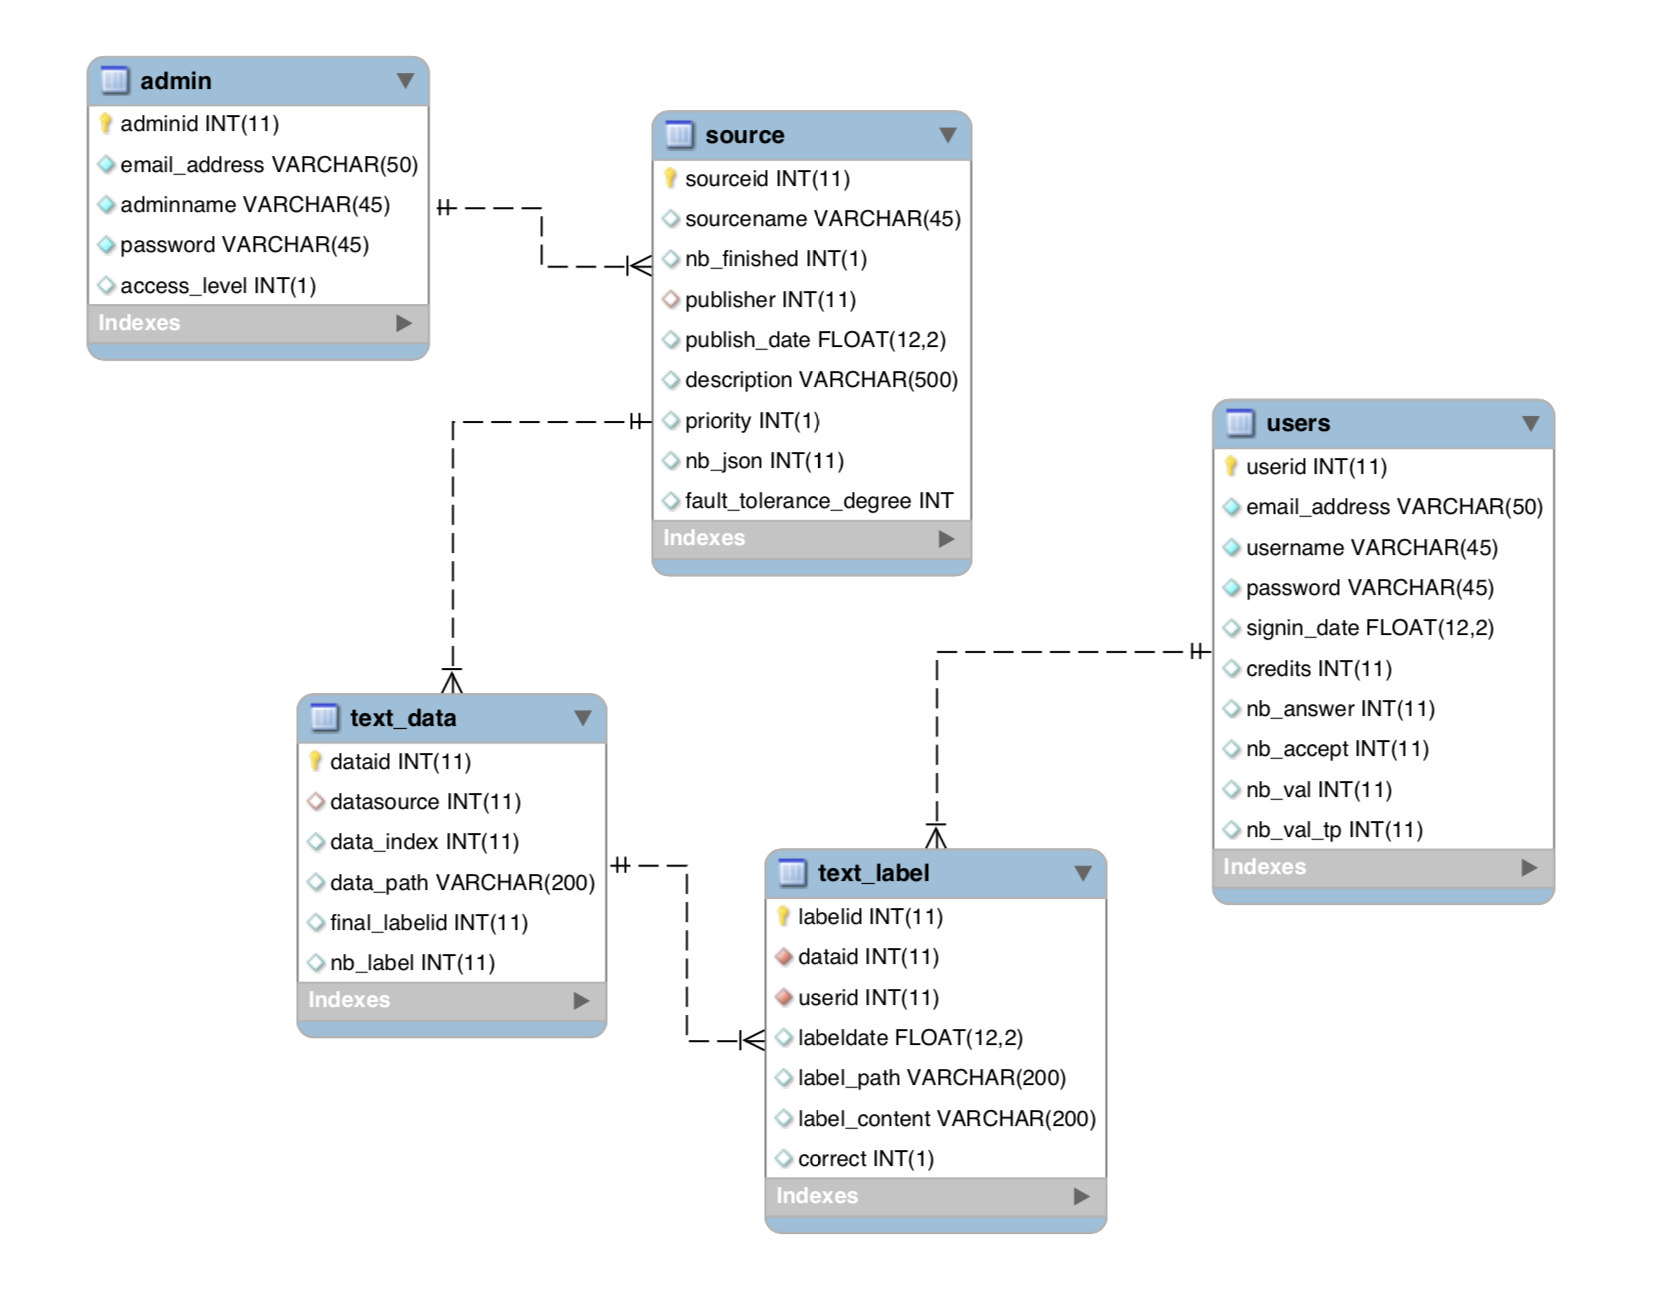 admin
adminid INT(11)
email_address VARCHAR(50)
adminname VARCHAR(45)
password VARCHAR(45)
access_level INT(1)
Indexes
source
sourceid INT(11)
sourcename VARCHAR(45)
nb_finished INT(1)
publisher INT(11)
publish_date FLOAT(12,2)
description VARCHAR(500)
priority INT(1)
nb_json INT(11)
fault_tolerance_degree INT
Indexes
users
userid INT(11)
email_address VARCHAR(50)
username VARCHAR(45)
password VARCHAR(45)
signin_date FLOAT(12,2)
credits INT(11)
nb_answer INT(11)
nb_accept INT(11)
nb_val INT(11)
nb_val_tp INT(11)
Indexes
text_data
dataid INT(11)
datasource INT(11)
data_index INT(11)
data_path VARCHAR(200)
final_labelid INT(11)
nb_label INT(11)
Indexes
text_label
labelid INT(11)
dataid INT(11)
userid INT(11)
labeldate FLOAT(12,2)
label_path VARCHAR(200)
label_content VARCHAR(200)
correct INT(1)
Indexes